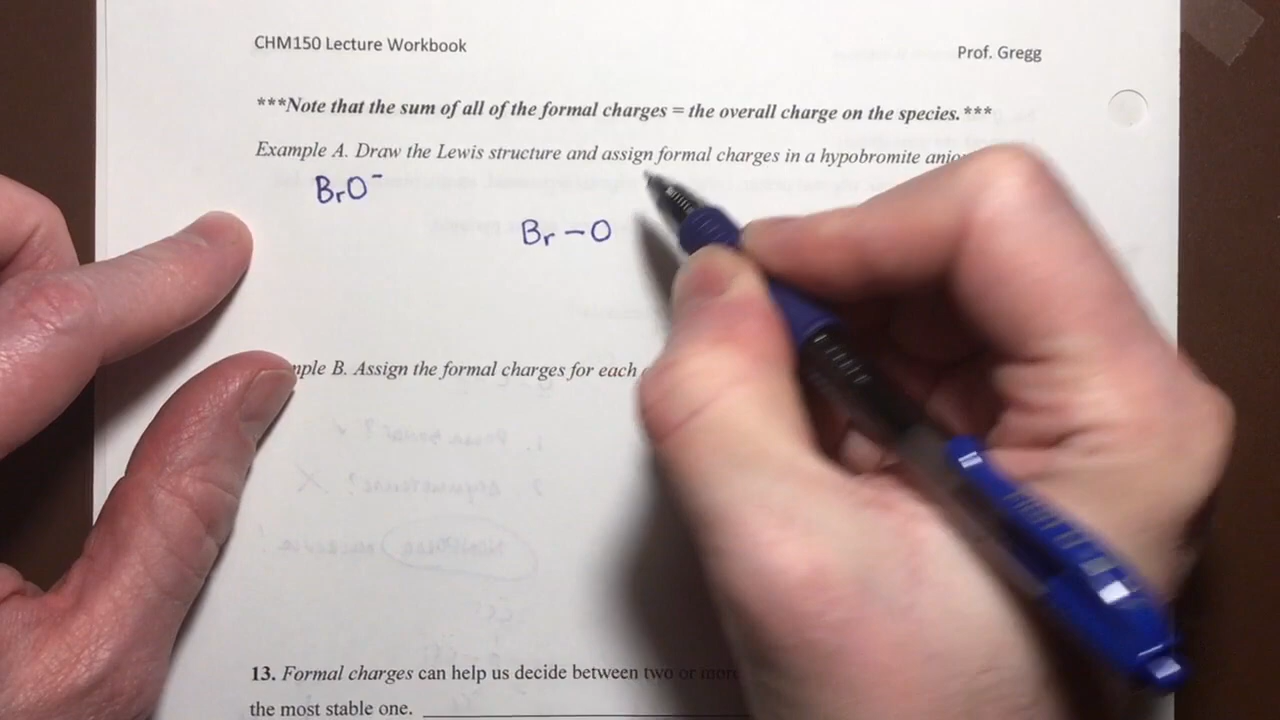 CHM150 Lecture Workbook
Prof. Gregg
***Note that the sum of all of the formal charges = the overall charge on the species.***
Example A. Draw the Lewis structure and assign formal charges in a hypobromite
BrO⁻
Br – O
B. Assign the formal charges for each
13. Formal charges can help us decide between two or more
the most stable one.